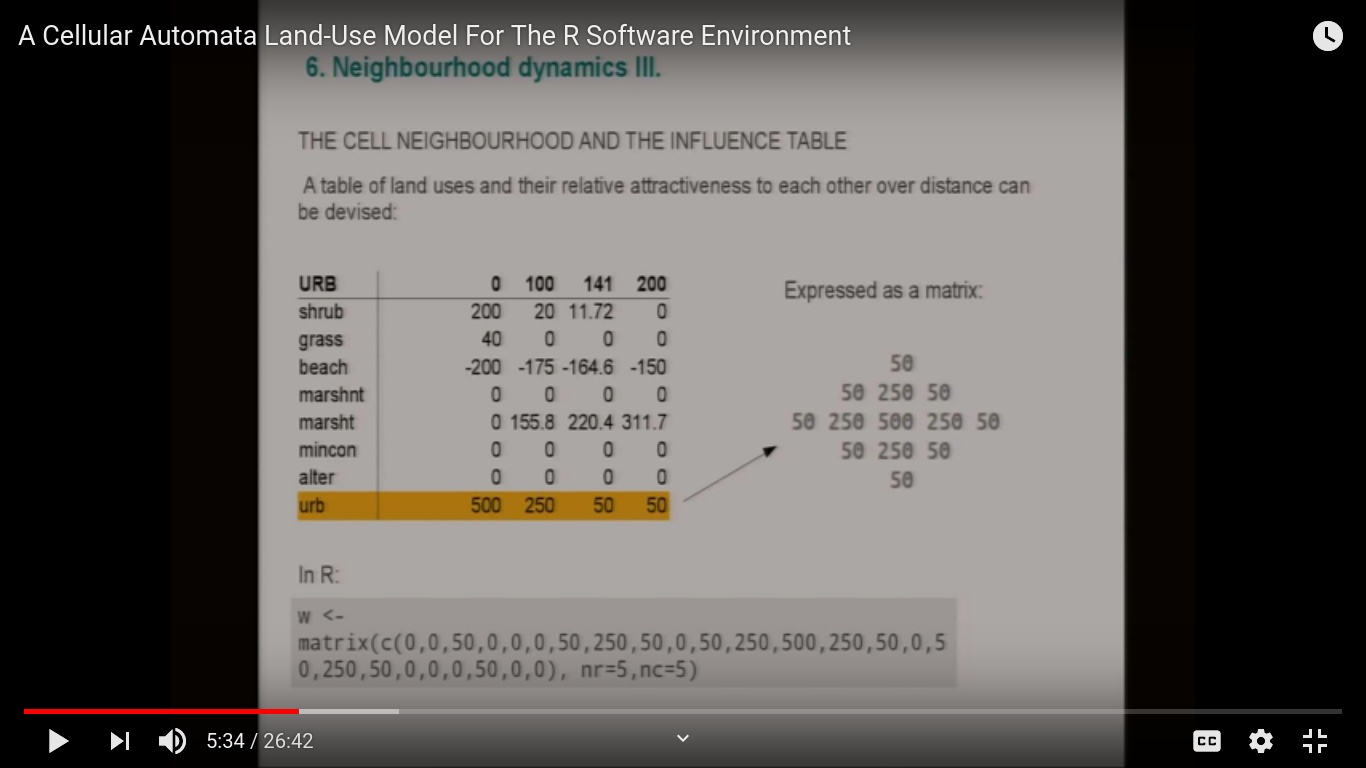 A Cellular Automata Land-Use Model For The R Software Environment
6. Neighbourhood dynamics III.
THE CELL NEIGHBOURHOOD AND THE INFLUENCE TABLE
A table of land uses and their relative attractiveness to each other over distance can
be devised:
URB 0 100 141 200
shrub 200 20 11.72 0
grass 40 0 0 0
beach -200 -175 -164.6 -150
marshnt 0 0 0 0
marsht 0 155.8 220.4 311.7
mincon 0 0 0 0
alter 0 0 0 0
urb 500 250 50 50
Expressed as a matrix:
50
50 250 50
50 250 500 250 50
50 250 50
50
In R:
w <-
matrix(c(0,0,50,0,0,0,50,250,50,0,50,250,500,250,50,0,5
0,250,50,0,0,0,50,0,0), nr=5,nc=5)
5:34 / 26:42
CC